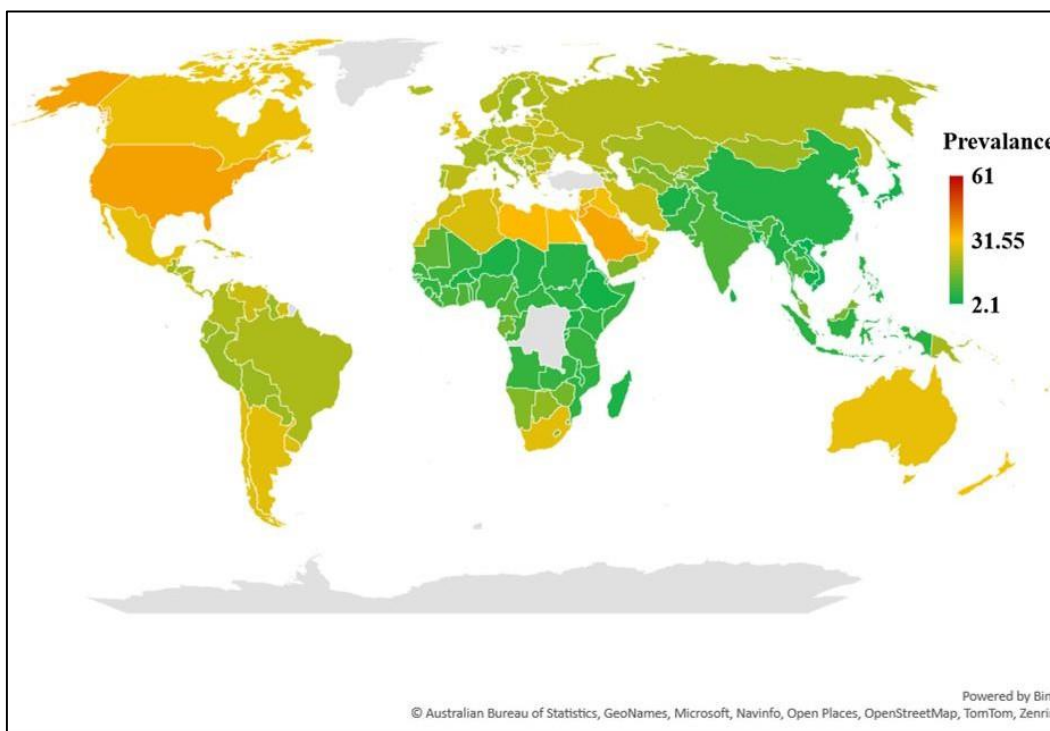 Prevalance
61
31.55
2.1
Powered by Bin
© Australian Bureau of Statistics, GeoNames, Microsoft, Navinfo, Open Places, OpenStreetMap, TomTom, Zenri